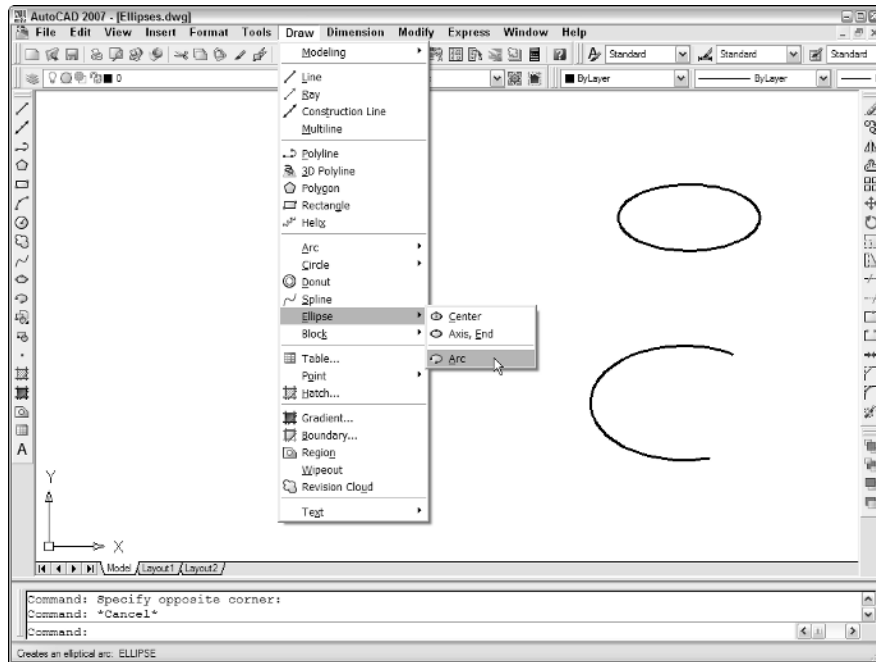 AutoCAD 2007 - [Ellipses.dwg]
File Edit View Insert Format Tools Draw Dimension Modify Express Window Help
Standard Standard Standard
0 ByLayer ByLayer
Modeling
Line
Ray
Construction Line
Multiline
Polyline
3D Polyline
Polygon
Rectangle
Helix
Arc
Circle
Donut
Spline
Ellipse
Center
Block
Axis, End
Table...
Arc
Point
Hatch...
Gradient...
Boundary...
Region
Wipeout
Revision Cloud
Text
A
Y
X
Model Layout1 Layout2
Command: Specify opposite corner:
Command: *Cancel*
Command:
Creates an elliptical arc: ELLIPSE